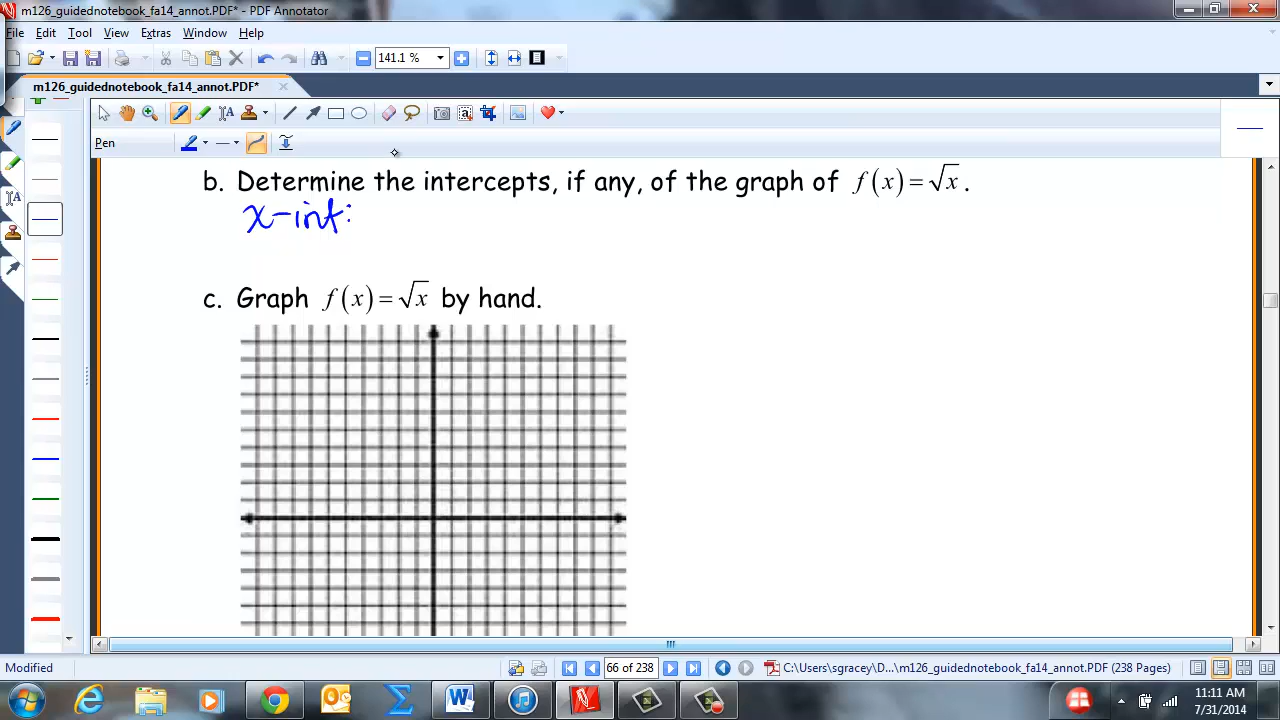 m126_guidednotebook_fa14_annot.PDF* - PDF Annotator
File Edit Tool View Extras Window Help
141.1 %
m126_guidednotebook_fa14_annot.PDF*
Pen
b. Determine the intercepts, if any, of the graph of f(x) = √x.
x-int:
c. Graph f(x) = √x by hand.
Modified
66 of 238
C:\Users\sgracey\D...\m126_guidednotebook_fa14_annot.PDF (238 Pages)
11:11 AM
7/31/2014